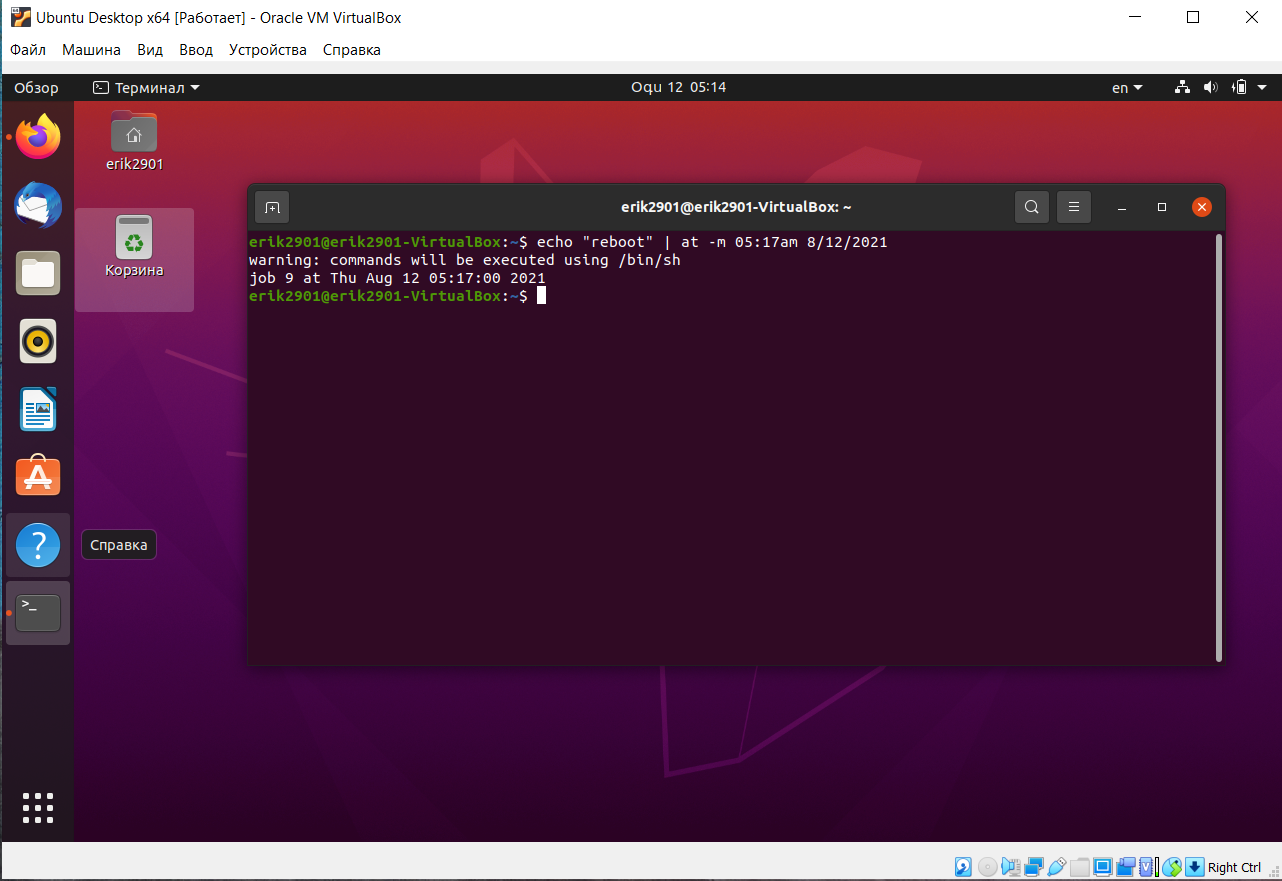 Ubuntu Desktop x64 [Работает] - Oracle VM VirtualBox
Файл Машина Вид Ввод Устройства Справка
Обзор Терминал Oqu 12 05:14 en
erik2901
Корзина
erik2901@erik2901-VirtualBox: ~
erik2901@erik2901-VirtualBox:~$ echo "reboot" | at -m 05:17am 8/12/2021
warning: commands will be executed using /bin/sh
job 9 at Thu Aug 12 05:17:00 2021
erik2901@erik2901-VirtualBox:~$
Справка
>_
Right Ctrl